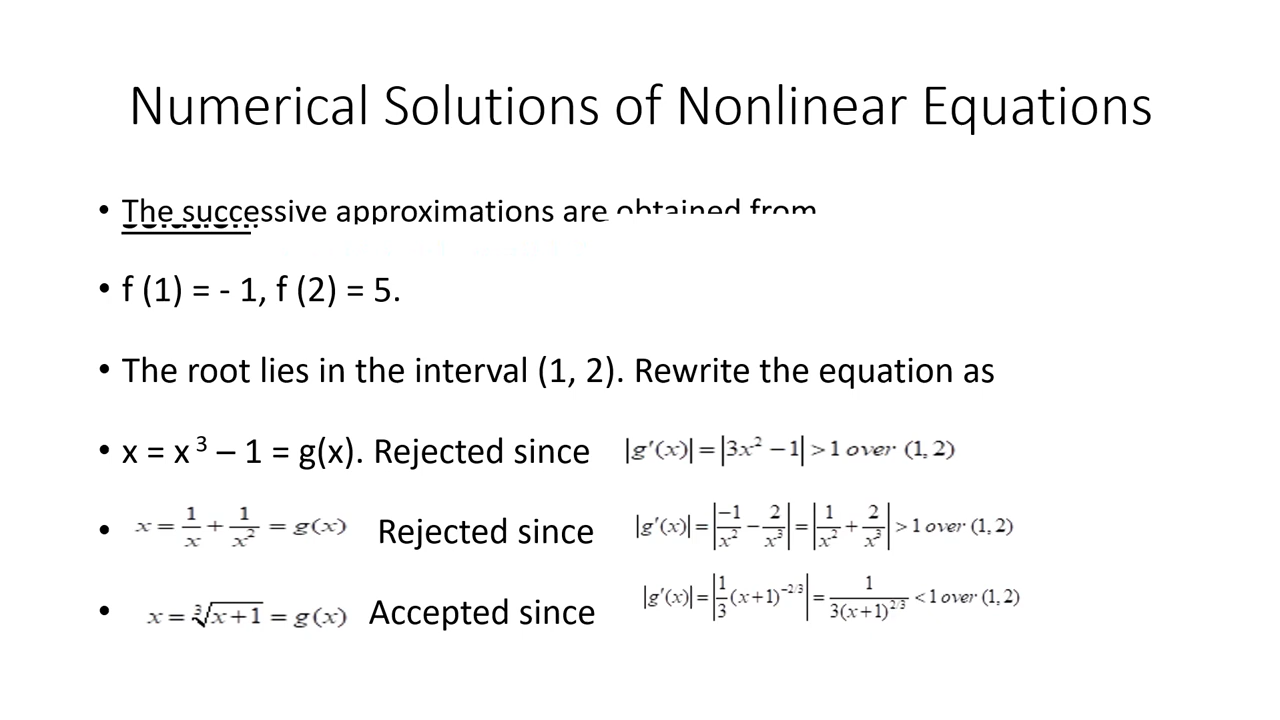 Numerical Solutions of Nonlinear Equations
• The successive approximations are obtained from
• f (1) = - 1, f (2) = 5.
• The root lies in the interval (1, 2). Rewrite the equation as
• x = x³ – 1 = g(x). Rejected since |g′(x)| = |3x² − 1| > 1 over (1, 2)
• x = 1/x + 1/x² = g(x) Rejected since |g′(x)| = |−1/x² − 2/x³| = |1/x² + 2/x³| > 1 over (1, 2)
• x = ∛(x+1) = g(x) Accepted since |g′(x)| = |1/3 (x+1)^(−2/3)| = 1/(3(x+1)^(2/3)) < 1 over (1, 2)